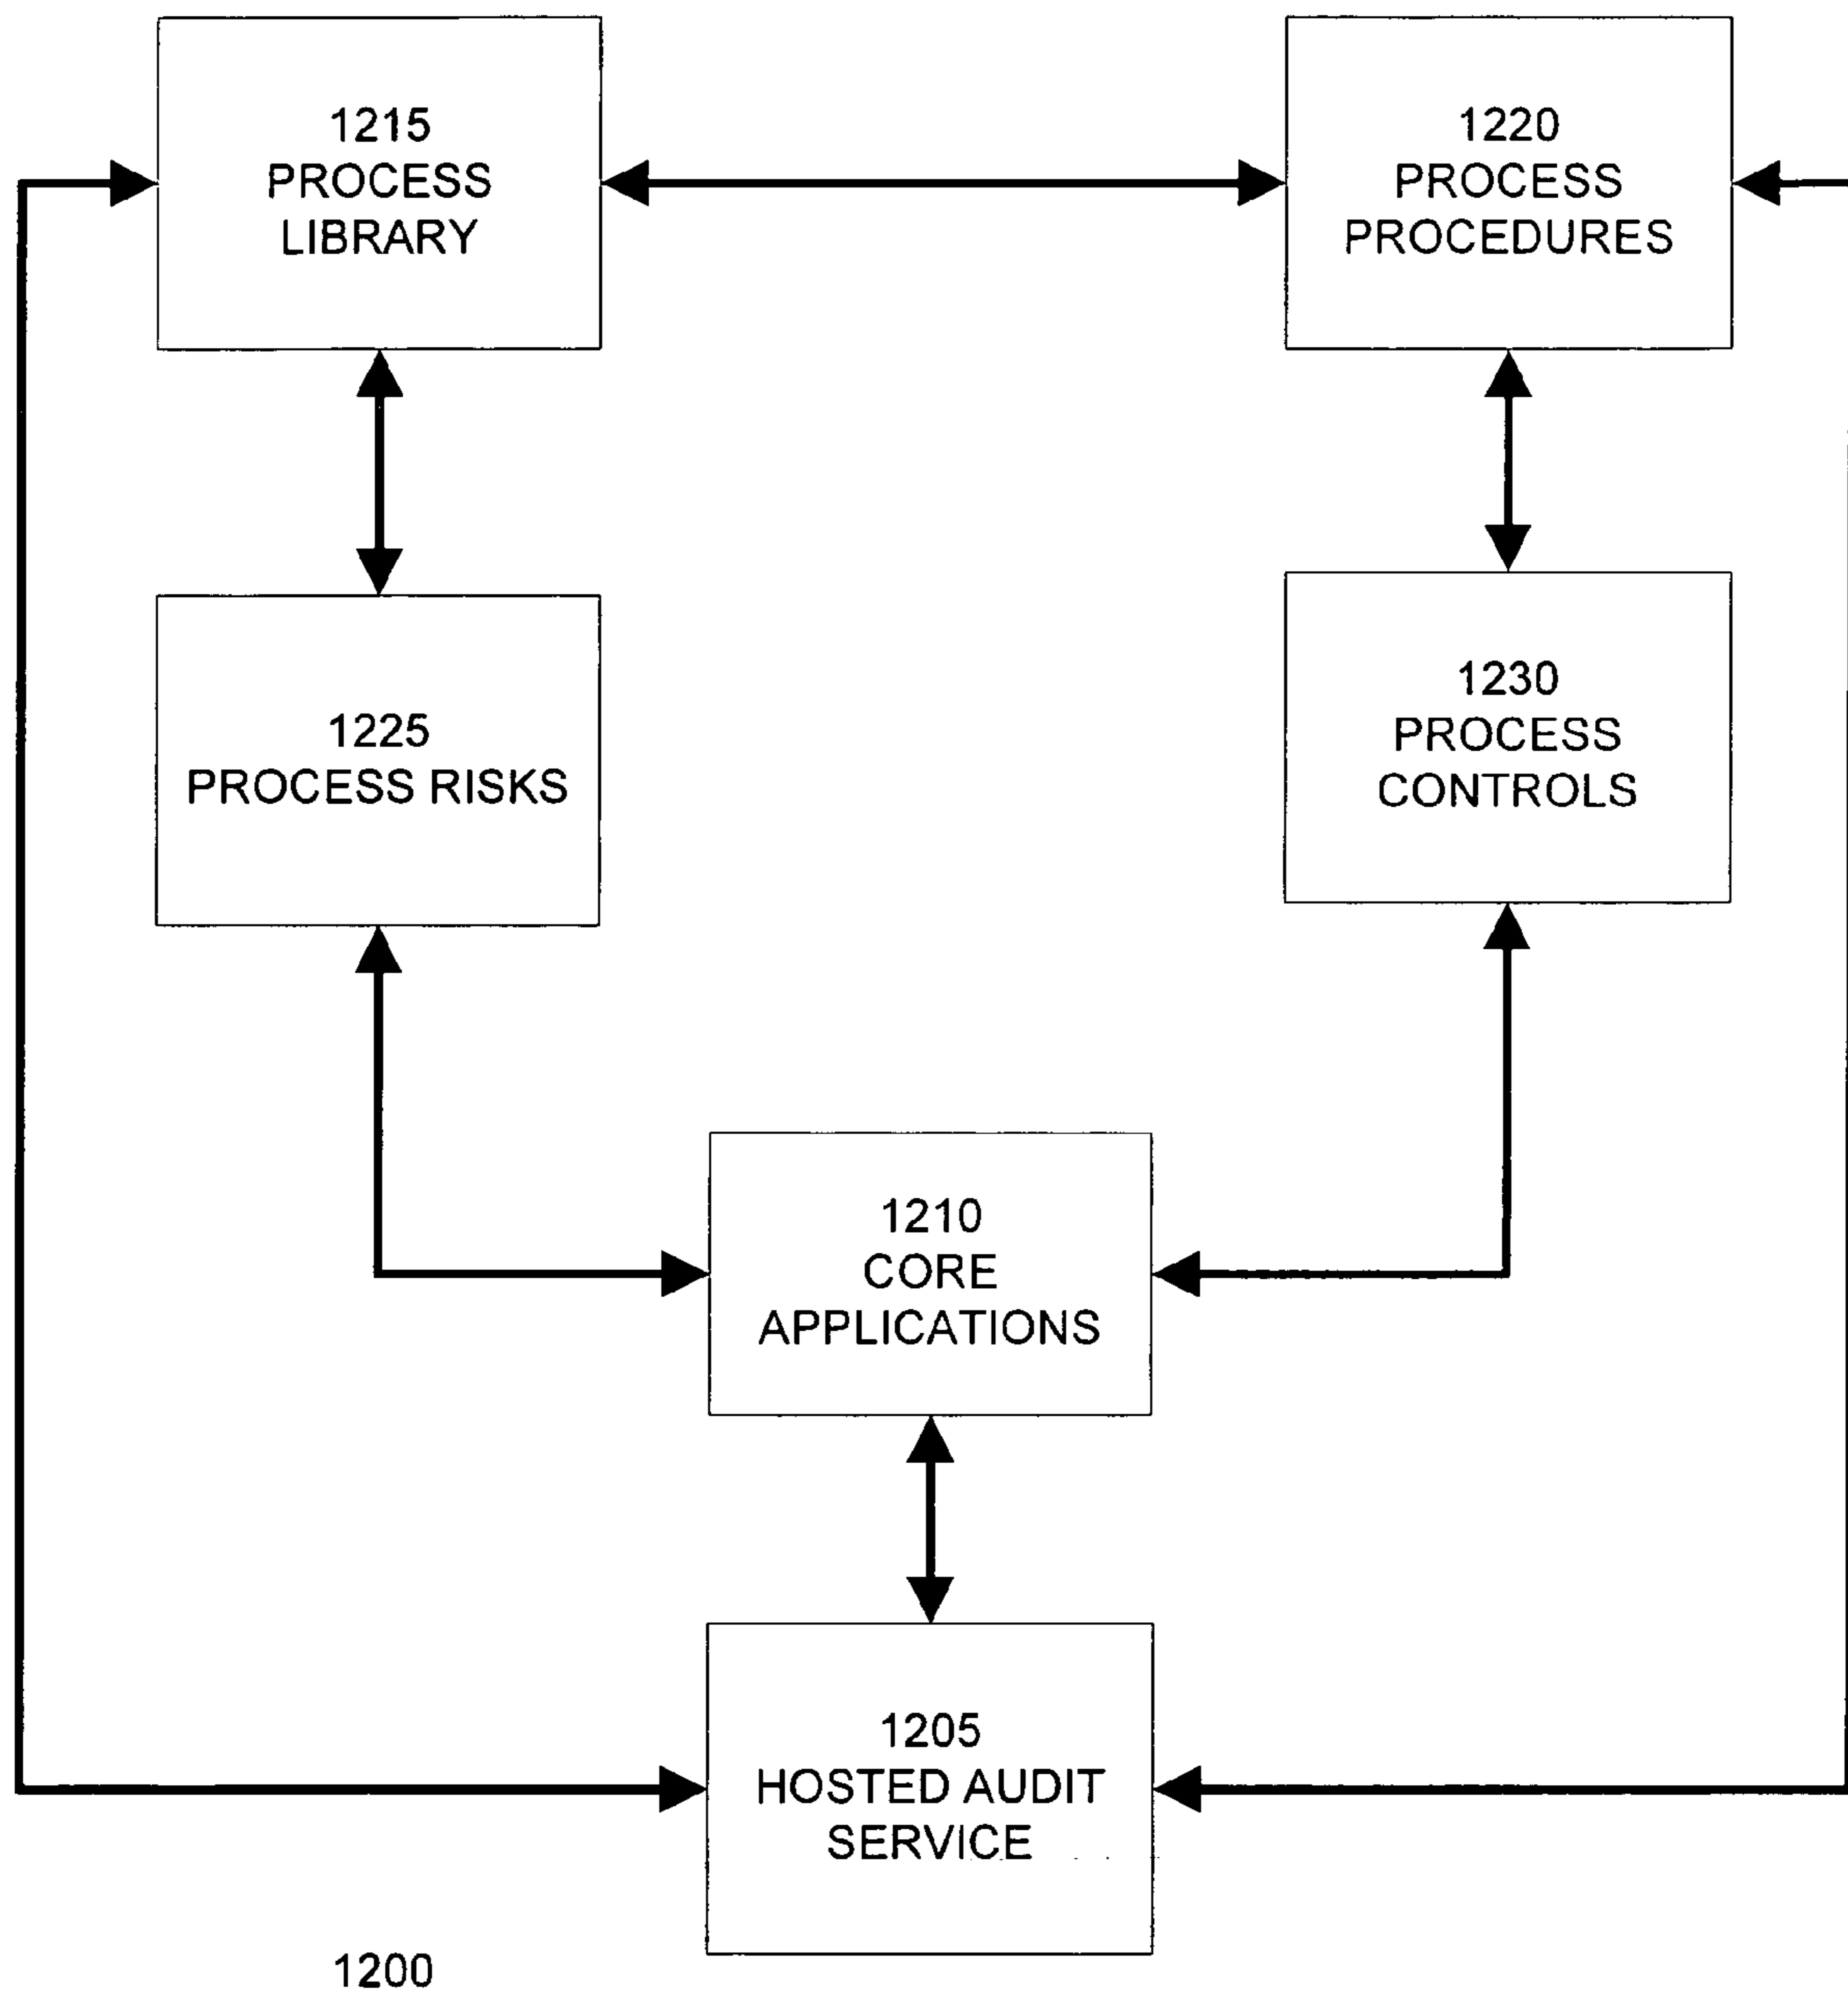 1215
PROCESS
LIBRARY
1220
PROCESS
PROCEDURES
1225
PROCESS RISKS
1230
PROCESS
CONTROLS
1210
CORE
APPLICATIONS
1205
HOSTED AUDIT
SERVICE
1200